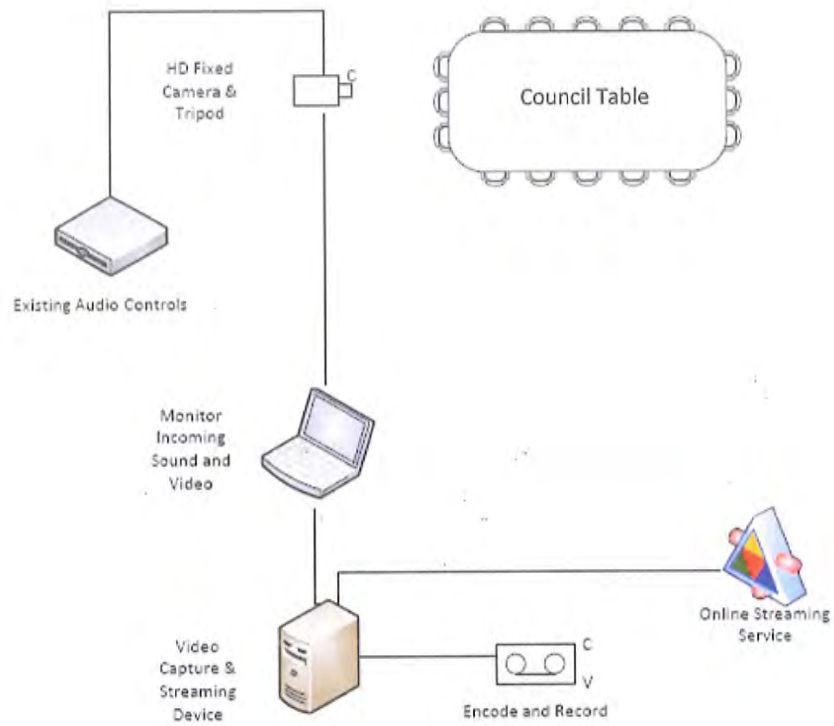 HD Fixed
Camera &
Tripod
C
Council Table
Existing Audio Controls
Monitor
Incoming
Sound and
Video
Online Streaming
Service
Video
Capture &
Streaming
Device
C
V
Encode and Record